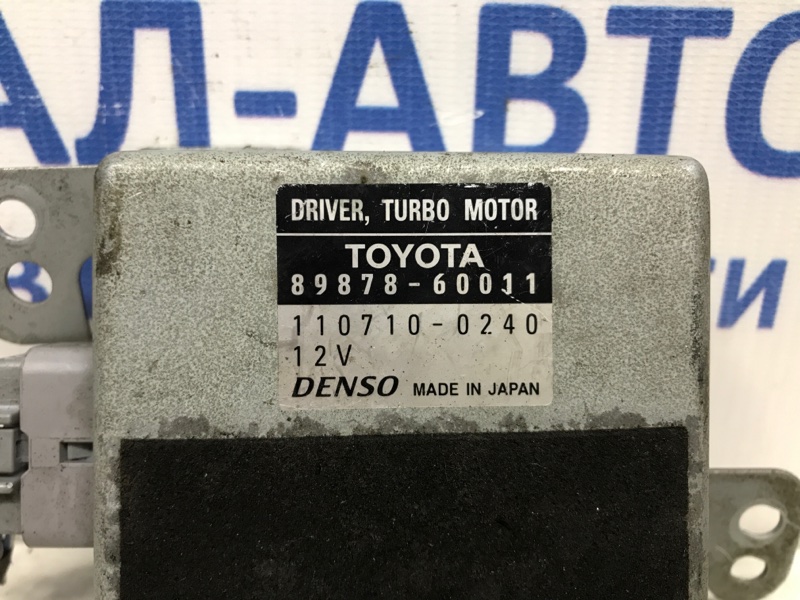 АЛ-АВТО
DRIVER, TURBO MOTOR
TOYOTA
89878-60011
110710-0240
12V
DENSO MADE IN JAPAN